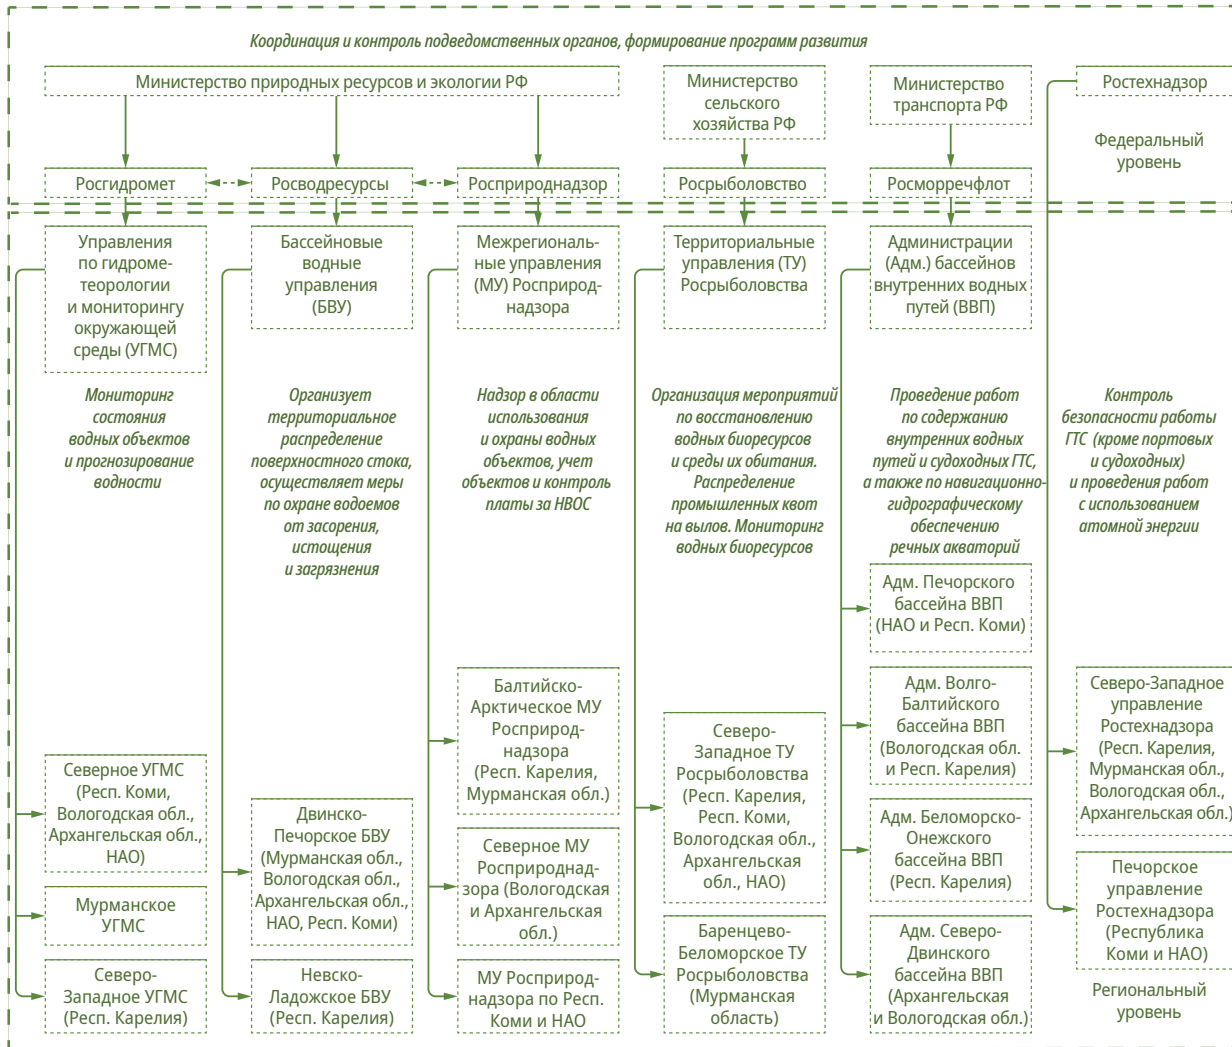 Координация и контроль подведомственных органов, формирование программ развития
Министерство природных ресурсов и экологии РФ
Министерство
сельского
хозяйства РФ
Министерство
транспорта РФ
Ростехнадзор
Федеральный
уровень
Росгидромет
Росводресурсы
Росприроднадзор
Росрыболовство
Росморречфлот
Управления
по гидроме-
теорологии
и мониторингу
окружающей
среды (УГМС)
Бассейновые
водные
управления
(БВУ)
Межрегиональ-
ные управления
(МУ) Росприрод-
надзора
Территориальные
управления (ТУ)
Росрыболовства
Администрации
(Адм.) бассейнов
внутренних водных
путей (ВВП)
Мониторинг
состояния
водных объектов
и прогнозирование
водности
Организует
территориальное
распределение
поверхностного стока,
осуществляет меры
по охране водоемов
от засорения,
истощения
и загрязнения
Надзор в области
использования
и охраны водных
объектов, учет
объектов и контроль
платы за НВОС
Организация мероприятий
по восстановлению
водных биоресурсов
и среды их обитания.
Распределение
промышленных квот
на вылов. Мониторинг
водных биоресурсов
Проведение работ
по содержанию
внутренних водных
путей и судоходных ГТС,
а также по навигационно-
гидрографическому
обеспечению
речных акваторий
Контроль
безопасности работы
ГТС (кроме портовых
и судоходных)
и проведения работ
с использованием
атомной энергии
Северное УГМС
(Респ. Коми,
Вологодская обл.,
Архангельская обл.,
НАО)
Мурманское
УГМС
Северо-
Западное УГМС
(Респ. Карелия)
Двинско-
Печорское БВУ
(Мурманская обл.,
Вологодская обл.,
Архангельская обл.,
НАО, Респ. Коми)
Невско-
Ладожское БВУ
(Респ. Карелия)
Балтийско-
Арктическое МУ
Росприрод-
надзора
(Респ. Карелия,
Мурманская обл.)
Северное МУ
Росприроднад-
зора (Вологодская
и Архангельская
обл.)
МУ Росприрод-
надзора по Респ.
Коми и НАО
Северо-
Западное ТУ
Росрыболовства
(Респ. Карелия,
Респ. Коми,
Вологодская обл.,
Архангельская
обл., НАО)
Баренцево-
Беломорское ТУ
Росрыболовства
(Мурманская
область)
Адм. Печорского
бассейна ВВП
(НАО и Респ. Коми)
Адм. Волго-
Балтийского
бассейна ВВП
(Вологодская обл.
и Респ. Карелия)
Адм. Беломорско-
Онежского
бассейна ВВП
(Респ. Карелия)
Адм. Северо-
Двинского
бассейна ВВП
(Архангельская
и Вологодская обл.)
Северо-Западное
управление
Ростехнадзора
(Респ. Карелия,
Мурманская обл.,
Вологодская обл.,
Архангельская обл.)
Печорское
управление
Ростехнадзора
(Республика
Коми и НАО)
Региональный
уровень